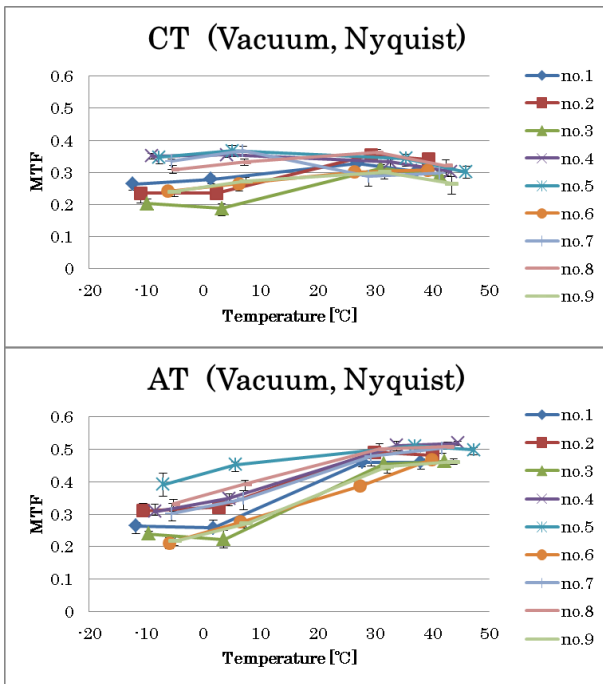 CT (Vacuum, Nyquist)
MTF
0.6
0.5
0.4
0.3
0.2
0.1
0
-20
-10
0
10
20
30
40
50
Temperature [℃]
no.1
no.2
no.3
no.4
no.5
no.6
no.7
no.8
no.9
AT (Vacuum, Nyquist)
MTF
0.6
0.5
0.4
0.3
0.2
0.1
0
-20
-10
0
10
20
30
40
50
Temperature [℃]
no.1
no.2
no.3
no.4
no.5
no.6
no.7
no.8
no.9